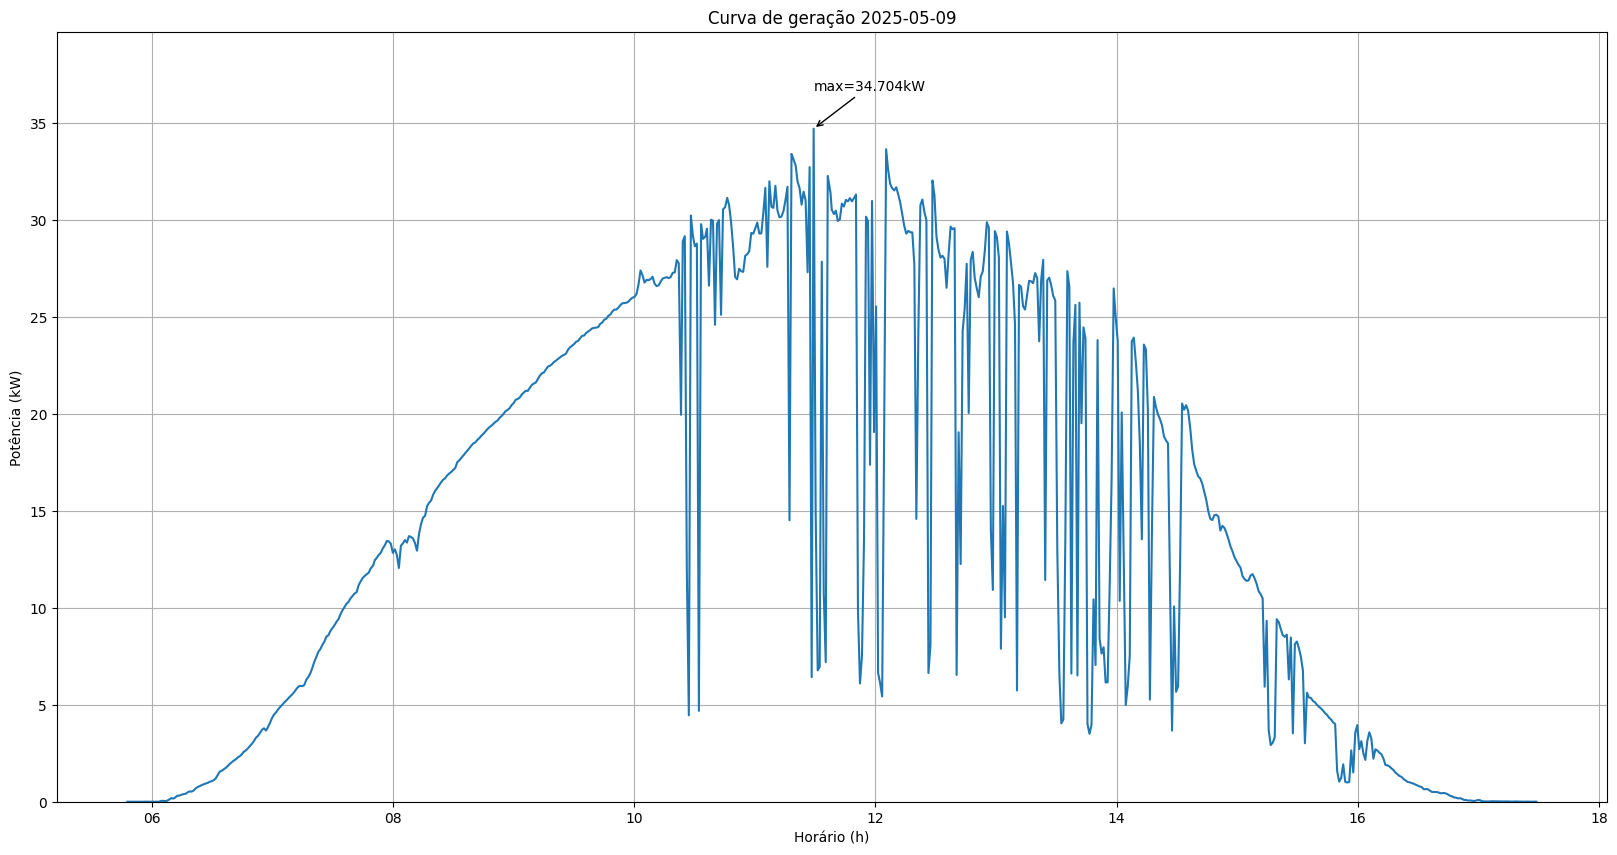 Curva de geração 2025-05-09
max=34.704kW
Potência (kW)
35
30
25
20
15
10
5
0
06 08 10 12 14 16 18
Horário (h)